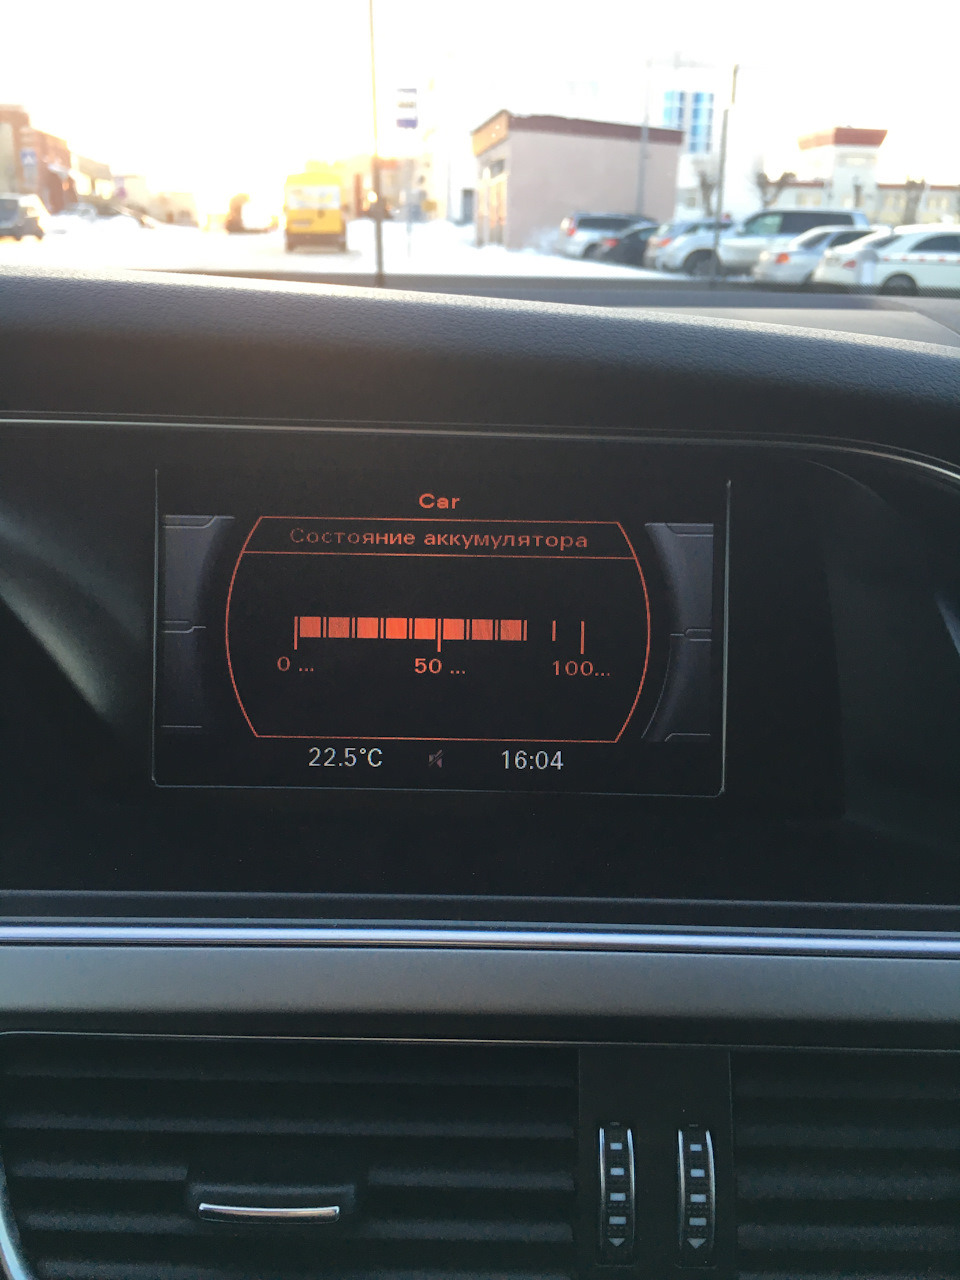 Car
Состояние аккумулятора
0 ... 50 ... 100...
22.5°C 16:04